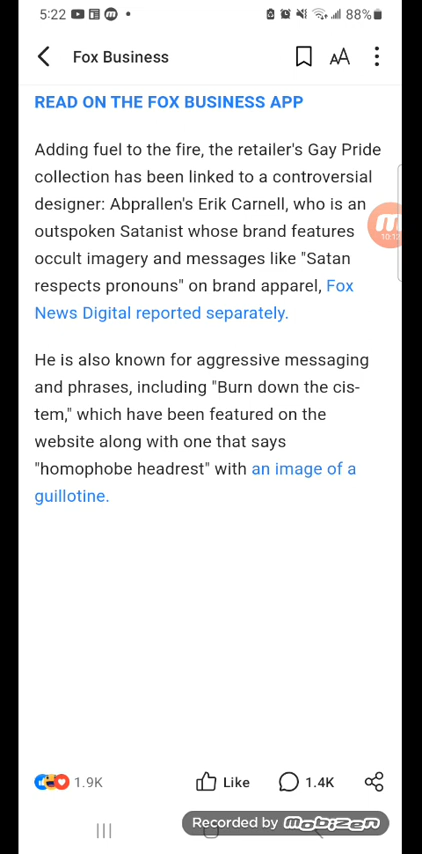 5:22 88%
Fox Business AA
READ ON THE FOX BUSINESS APP
Adding fuel to the fire, the retailer's Gay Pride
collection has been linked to a controversial
designer: Abprallen's Erik Carnell, who is an
outspoken Satanist whose brand features
occult imagery and messages like "Satan
respects pronouns" on brand apparel, Fox
News Digital reported separately.
He is also known for aggressive messaging
and phrases, including "Burn down the cis-
tem," which have been featured on the
website along with one that says
"homophobe headrest" with an image of a
guillotine.
1.9K Like 1.4K
Recorded by mobizen